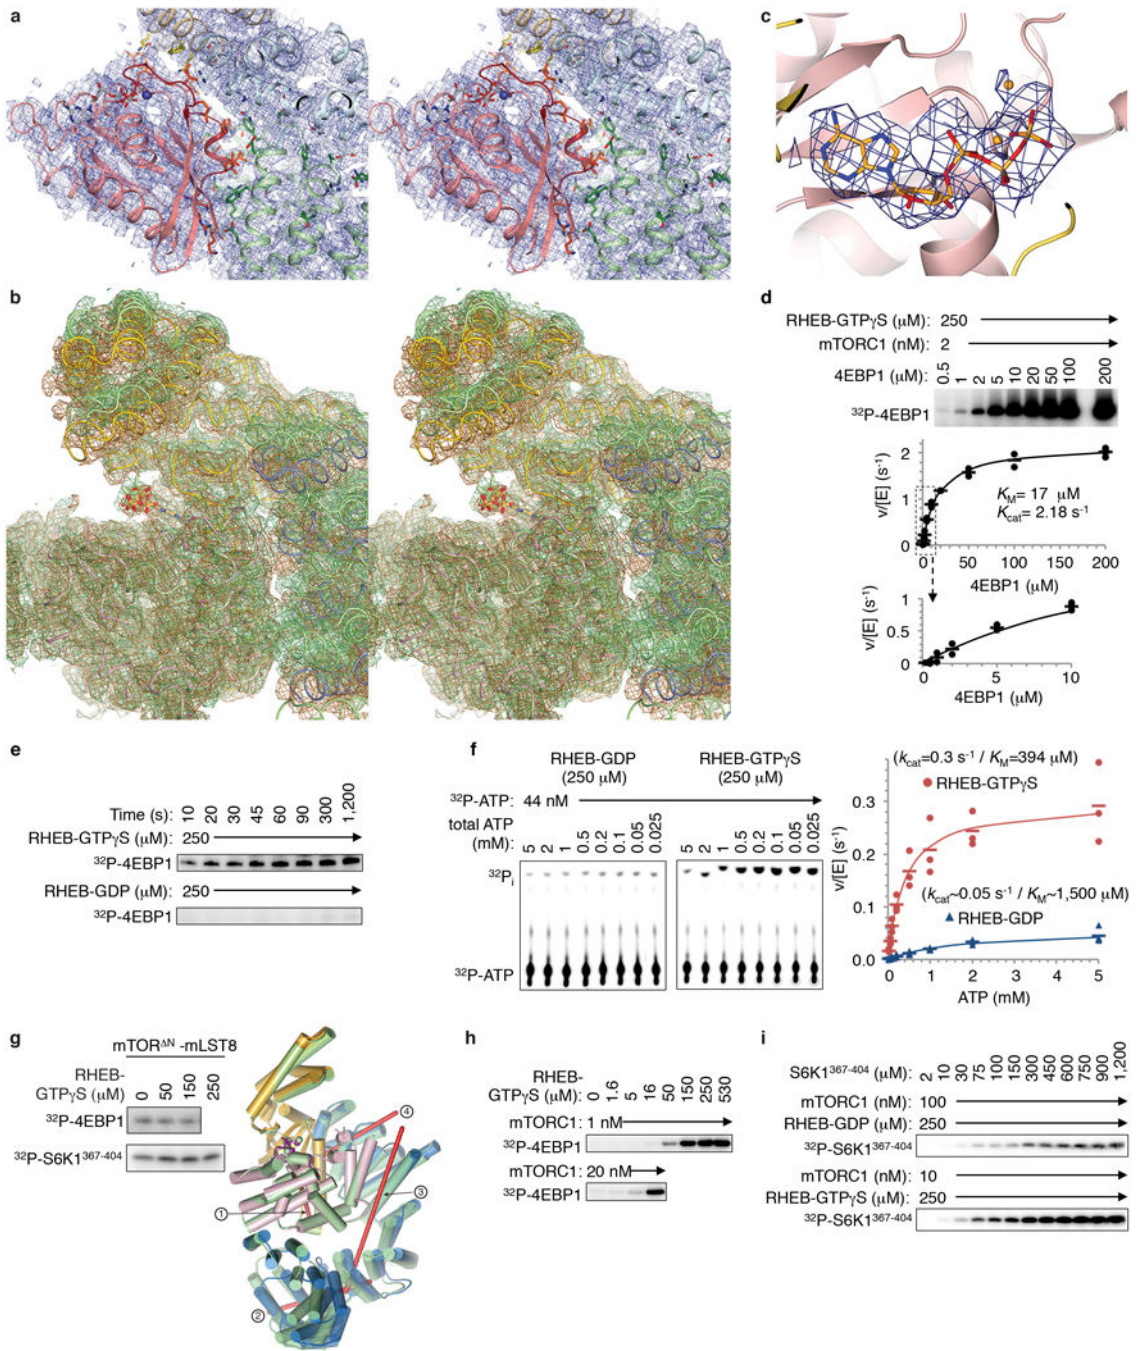 a
c
b
d
RHEB-GTPγS (μM): 250
mTORC1 (nM): 2
4EBP1 (μM): 0.5 1 2 5 10 20 50 100 200
³²P-4EBP1
v/[E] (s⁻¹)
2
1
0
K_M= 17 μM
K_cat= 2.18 s⁻¹
0 50 100 150 200
4EBP1 (μM)
v/[E] (s⁻¹)
1
0.5
0
0 5 10
4EBP1 (μM)
e
Time (s): 10 20 30 45 60 90 300 1,200
RHEB-GTPγS (μM): 250
³²P-4EBP1
RHEB-GDP (μM): 250
³²P-4EBP1
f
RHEB-GDP (250 μM)
RHEB-GTPγS (250 μM)
³²P-ATP: 44 nM
total ATP (mM): 5 2 1 0.5 0.2 0.1 0.05 0.025 5 2 1 0.5 0.2 0.1 0.05 0.025
³²Pᵢ
³²P-ATP
(k_cat=0.3 s⁻¹ / K_M=394 μM)
RHEB-GTPγS
(k_cat~0.05 s⁻¹ / K_M~1,500 μM)
RHEB-GDP
v/[E] (s⁻¹)
0.3
0.2
0.1
0.0
0 1 2 3 4 5
ATP (mM)
g
mTOR^ΔN -mLST8
RHEB-GTPγS (μM): 0 50 150 250
³²P-4EBP1
³²P-S6K1³⁶⁷⁻⁴⁰⁴
④
③
①
②
h
RHEB-GTPγS (μM): 0 1.6 5 16 50 150 250 530
mTORC1: 1 nM
³²P-4EBP1
mTORC1: 20 nM
³²P-4EBP1
i
S6K1³⁶⁷⁻⁴⁰⁴ (μM): 2 10 30 75 100 150 300 450 600 750 900 1,200
mTORC1 (nM): 100
RHEB-GDP (μM): 250
³²P-S6K1³⁶⁷⁻⁴⁰⁴
mTORC1 (nM): 10
RHEB-GTPγS (μM): 250
³²P-S6K1³⁶⁷⁻⁴⁰⁴